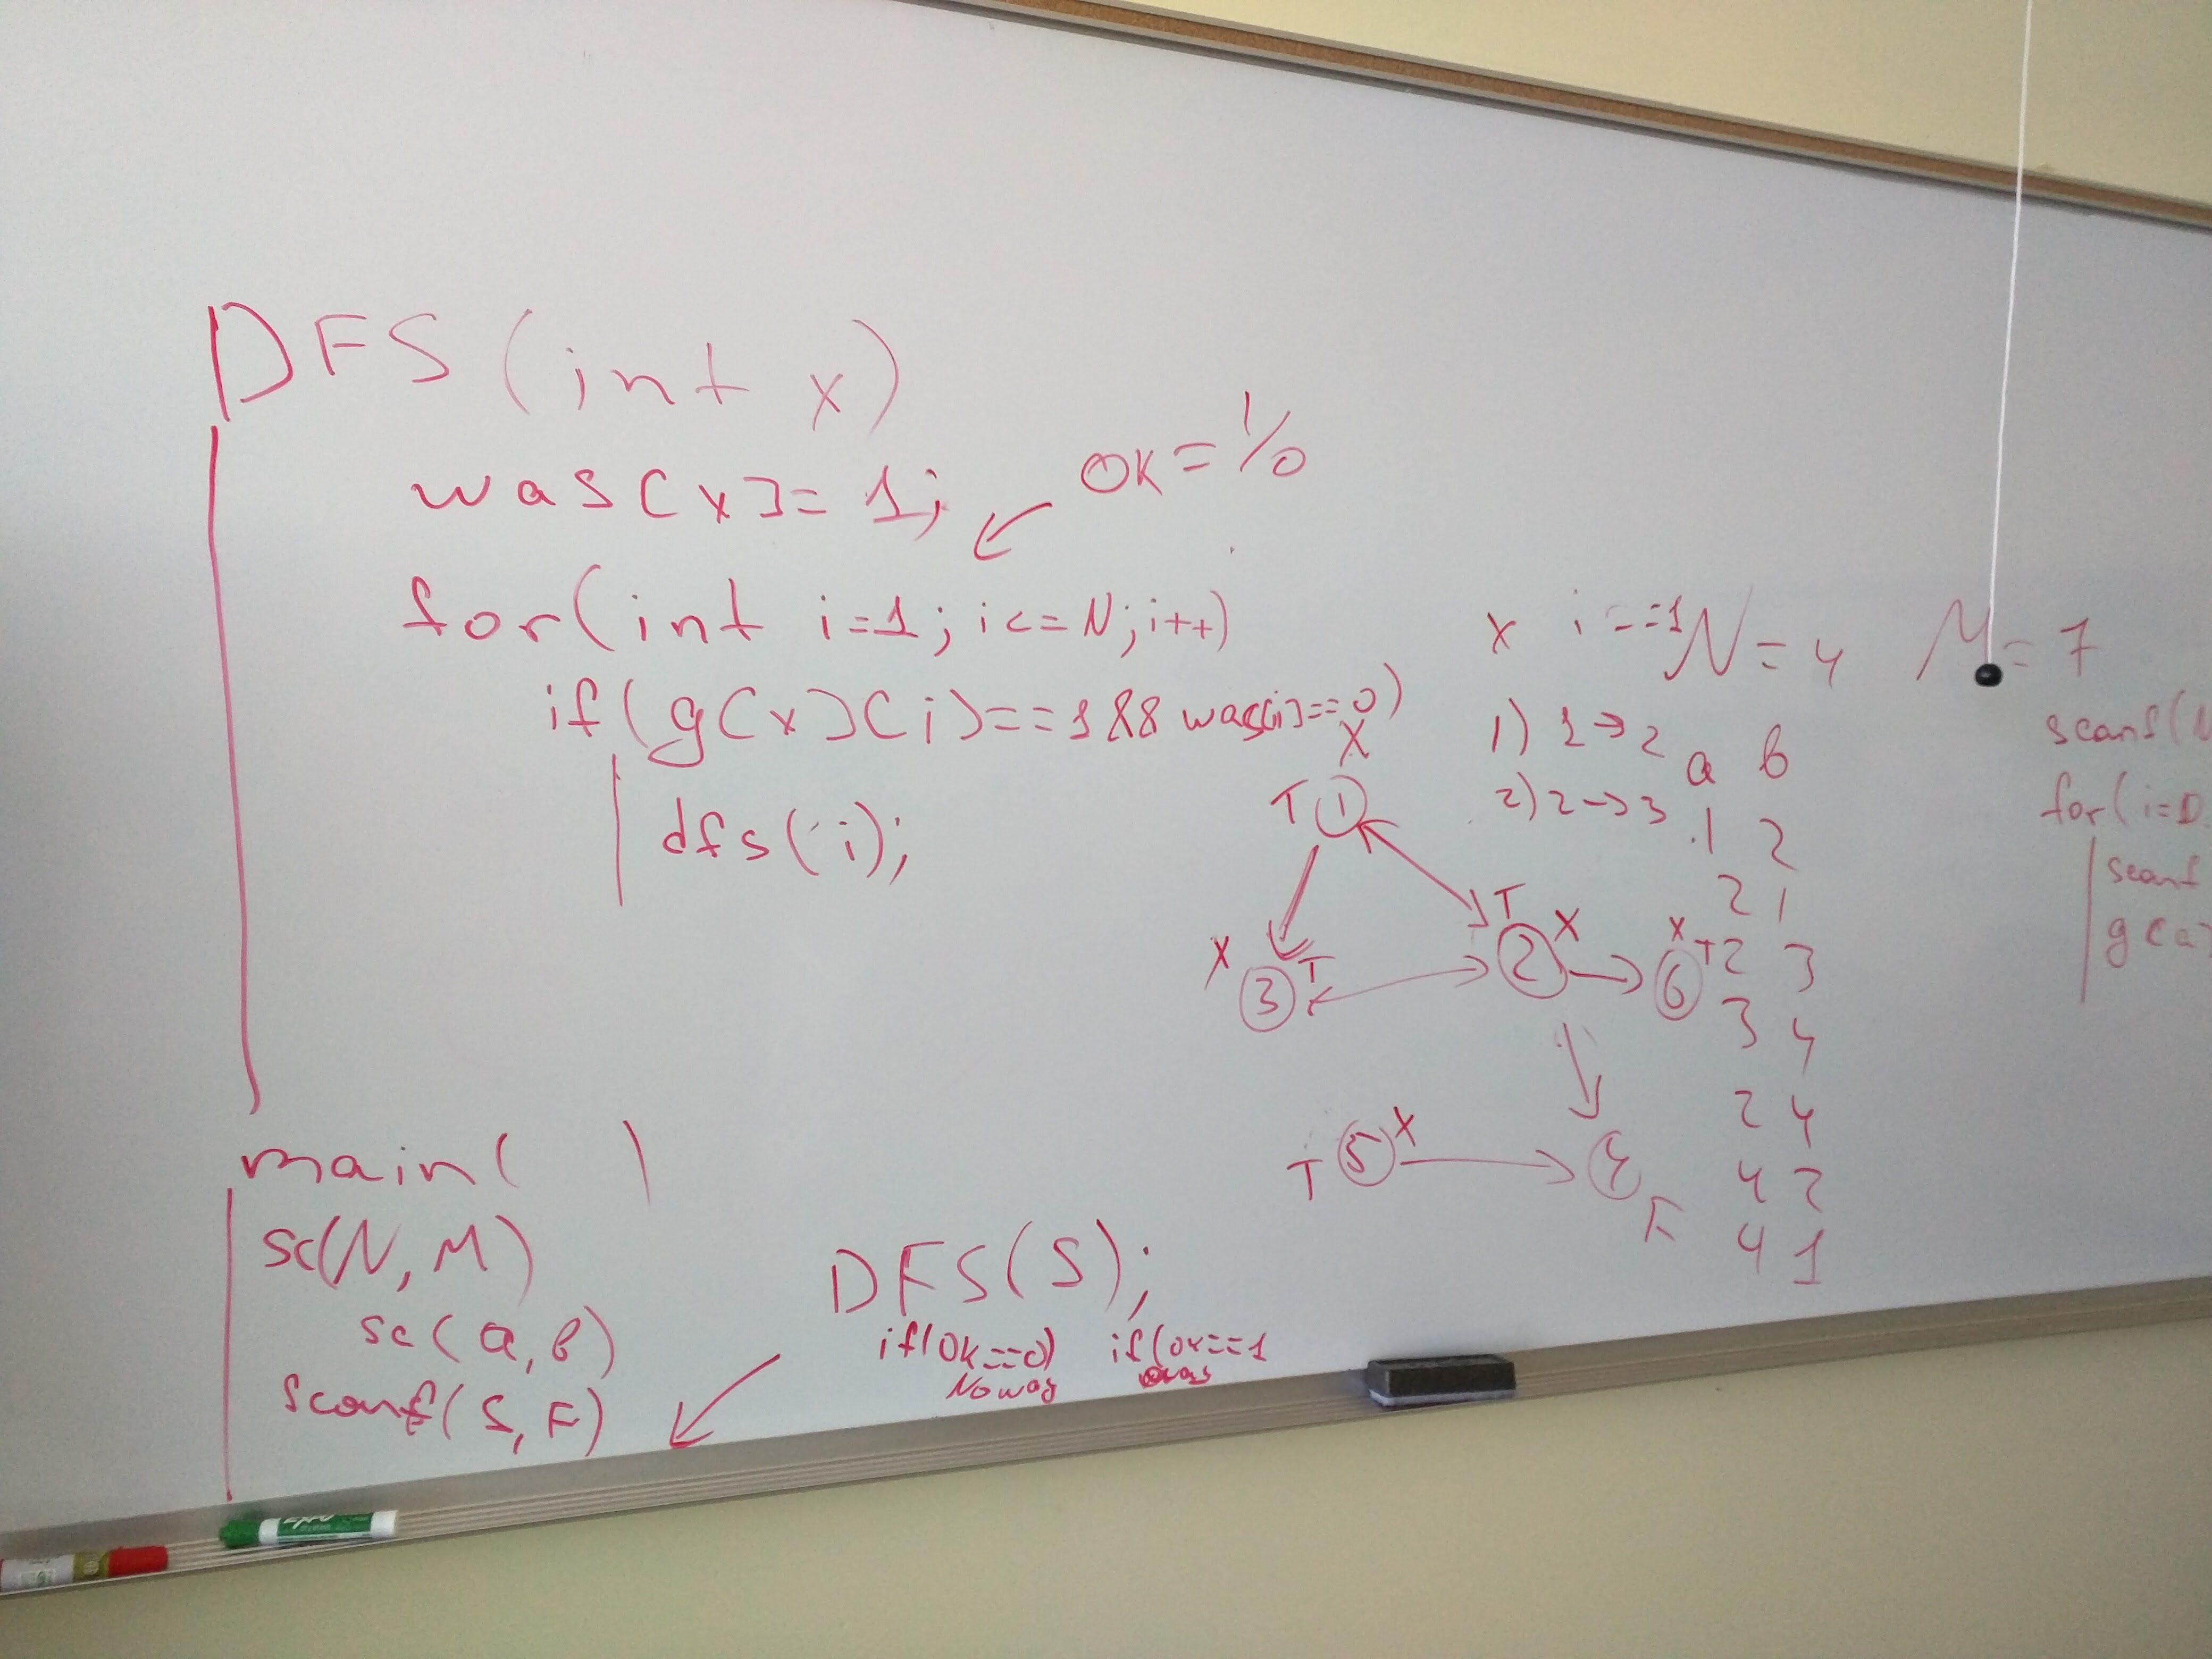 DFS (int x)
was[x]= 1;
OK = 1/0
for(int i=1; i<=N; i++)
if(g[x][i]==1 && was[i]==0)
dfs(i);
main( )
sc(N, M)
sc(a, b)
scanf(S, F)
DFS(S);
if(OK==0)
No way
if(OK==1
X
T 1
T
2 X
X
6 T
X 3 T
T 5 X
4
F
x i ==1
1) 1→2
2) 2→3
N = 4 M = 7
a b
1 2
2 1
2 3
3 4
2 4
4 2
4 1
scanf(N
for(i=0
scanf
g[a]
EXPO